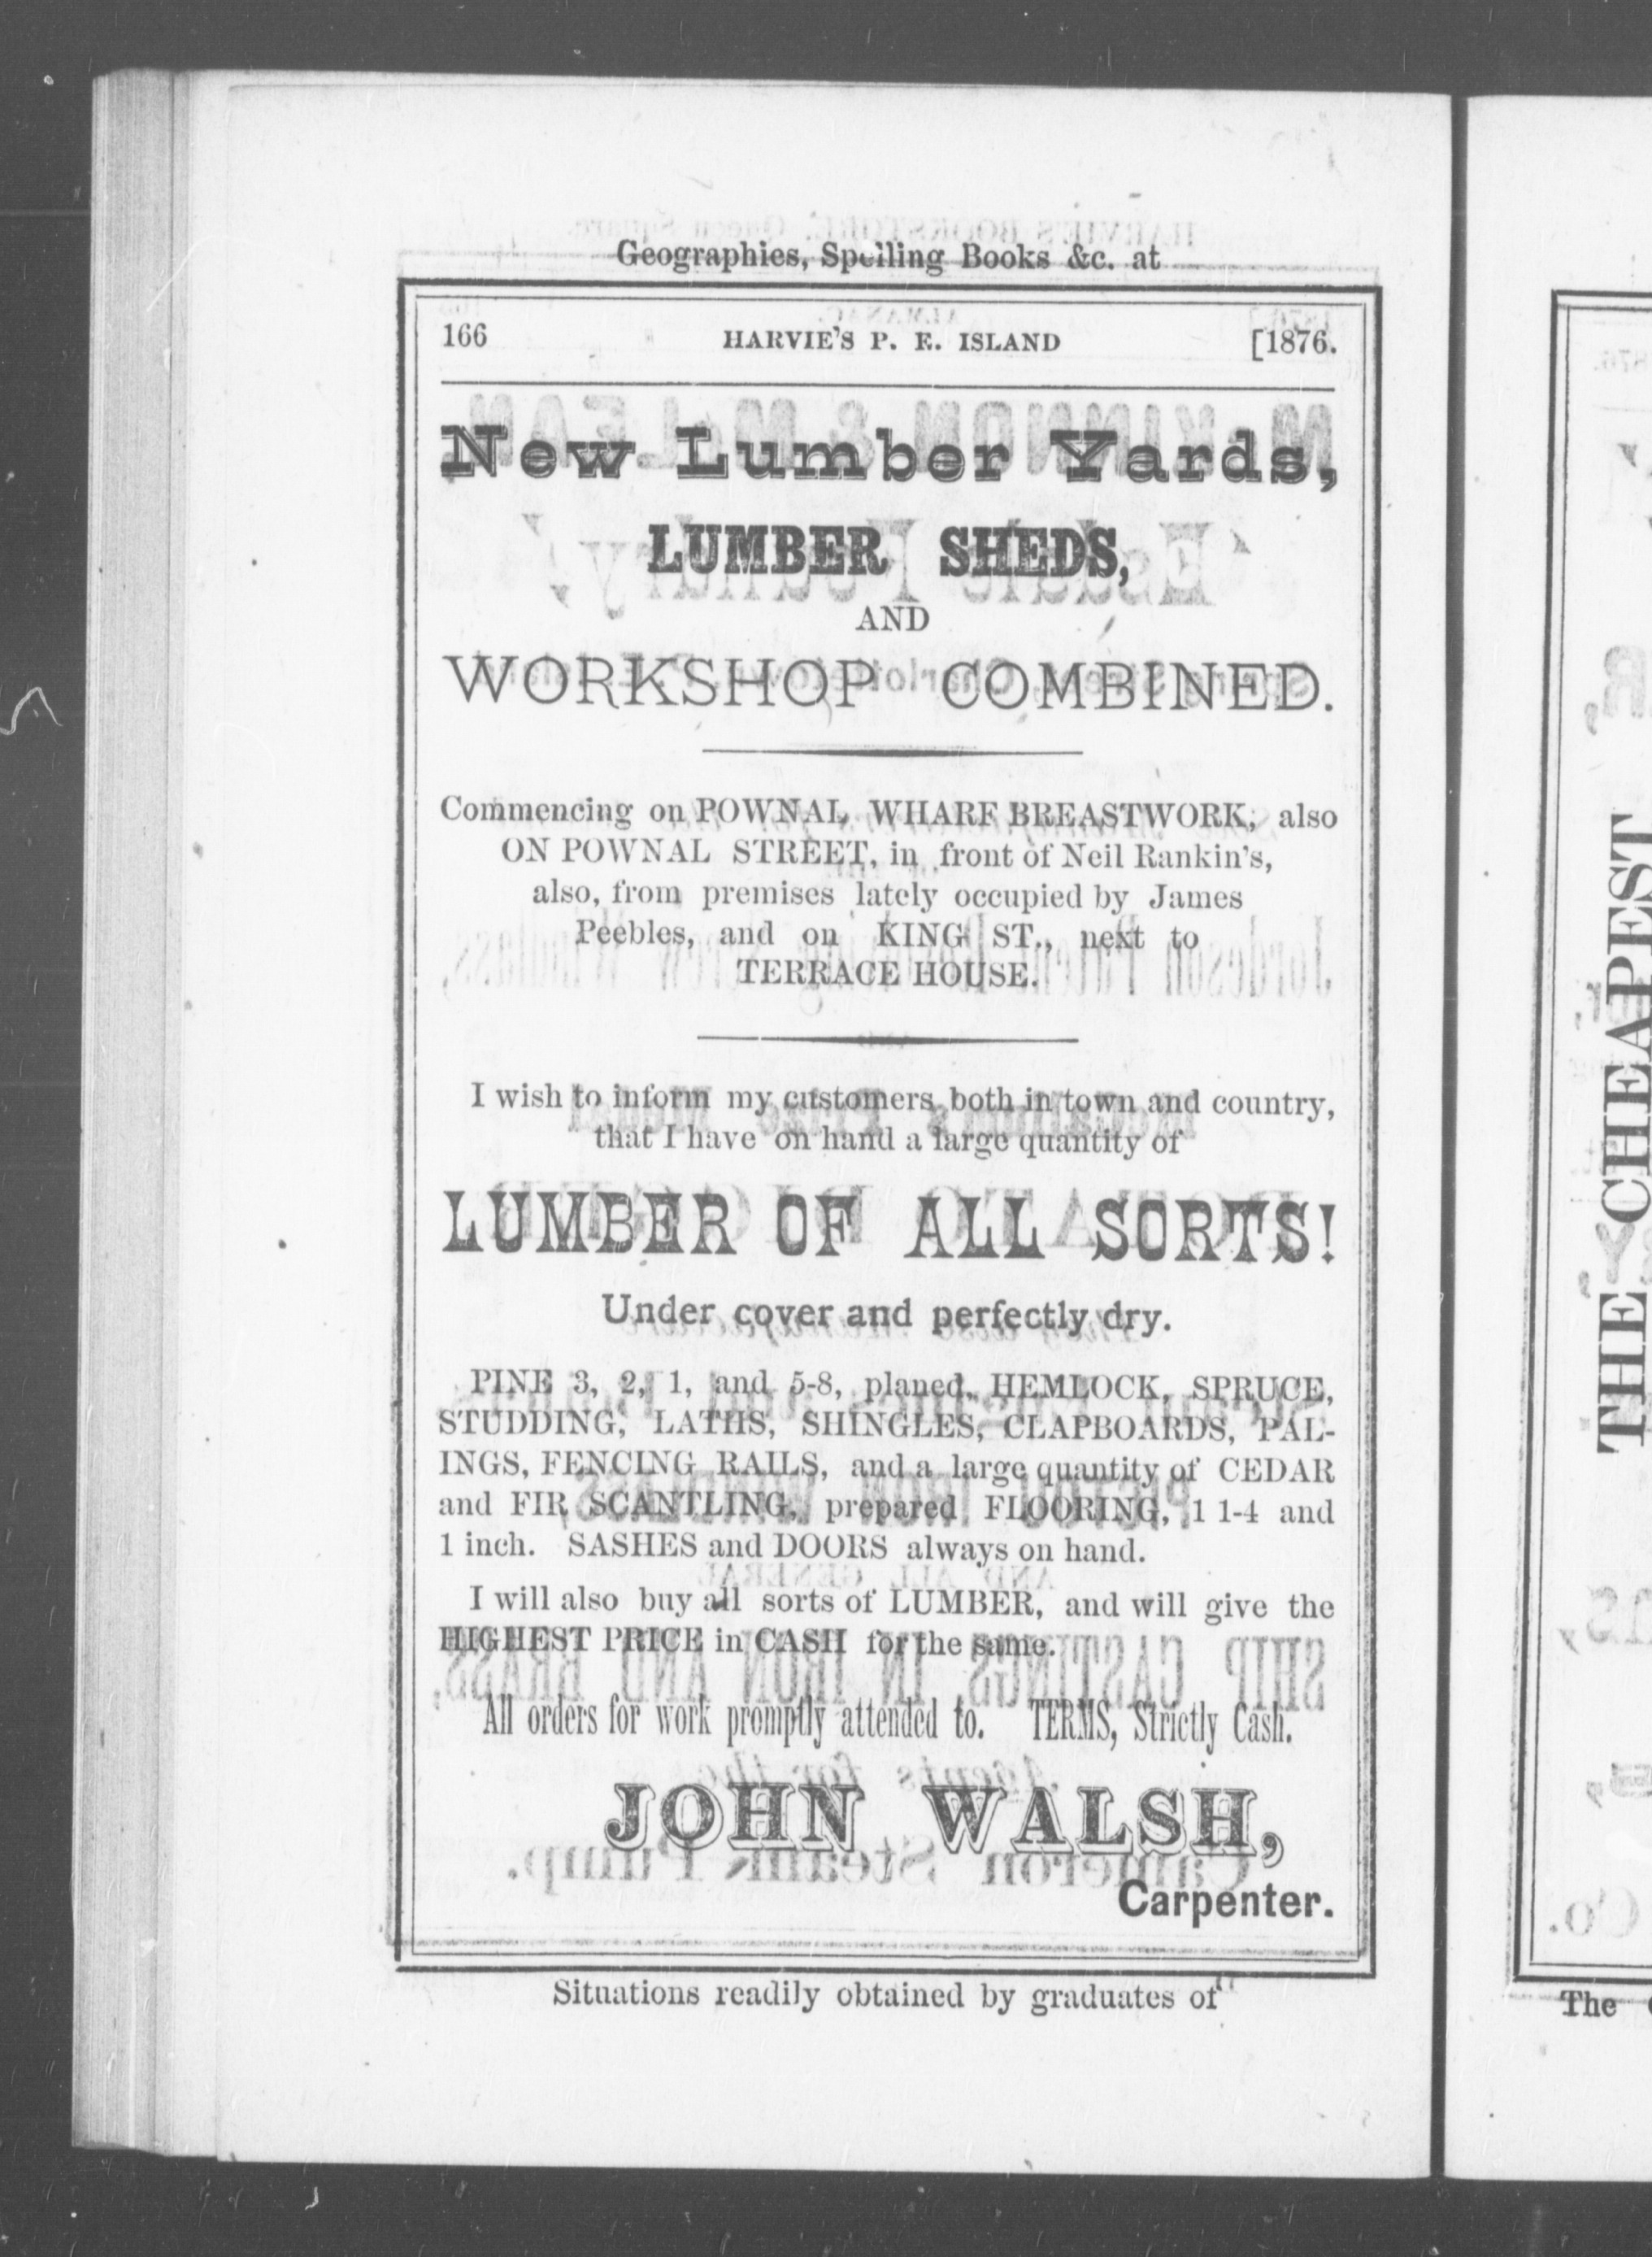 Geographies, Spelling Books &c. at
166 HARVIE'S P. E. ISLAND [1876.
New Lumber Yards,
LUMBER SHEDS,
AND
WORKSHOP COMBINED.
Commencing on POWNAL WHARF BREASTWORK, also
ON POWNAL STREET, in front of Neil Rankin's,
also, from premises lately occupied by James
Peebles, and on KING ST., next to
TERRACE HOUSE.
I wish to inform my customers, both in town and country,
that I have on hand a large quantity of
LUMBER OF ALL SORTS!
Under cover and perfectly dry.
PINE 3, 2, 1, and 5-8, planed, HEMLOCK, SPRUCE,
STUDDING, LATHS, SHINGLES, CLAPBOARDS, PAL-
INGS, FENCING RAILS, and a large quantity of CEDAR
and FIR SCANTLING, prepared FLOORING, 1 1-4 and
1 inch. SASHES and DOORS always on hand.
I will also buy all sorts of LUMBER, and will give the
HIGHEST PRICE in CASH for the same.
All orders for work promptly attended to. TERMS, Strictly Cash.
JOHN WALSH,
Carpenter.
Situations readily obtained by graduates of
THE CHEAPEST
The